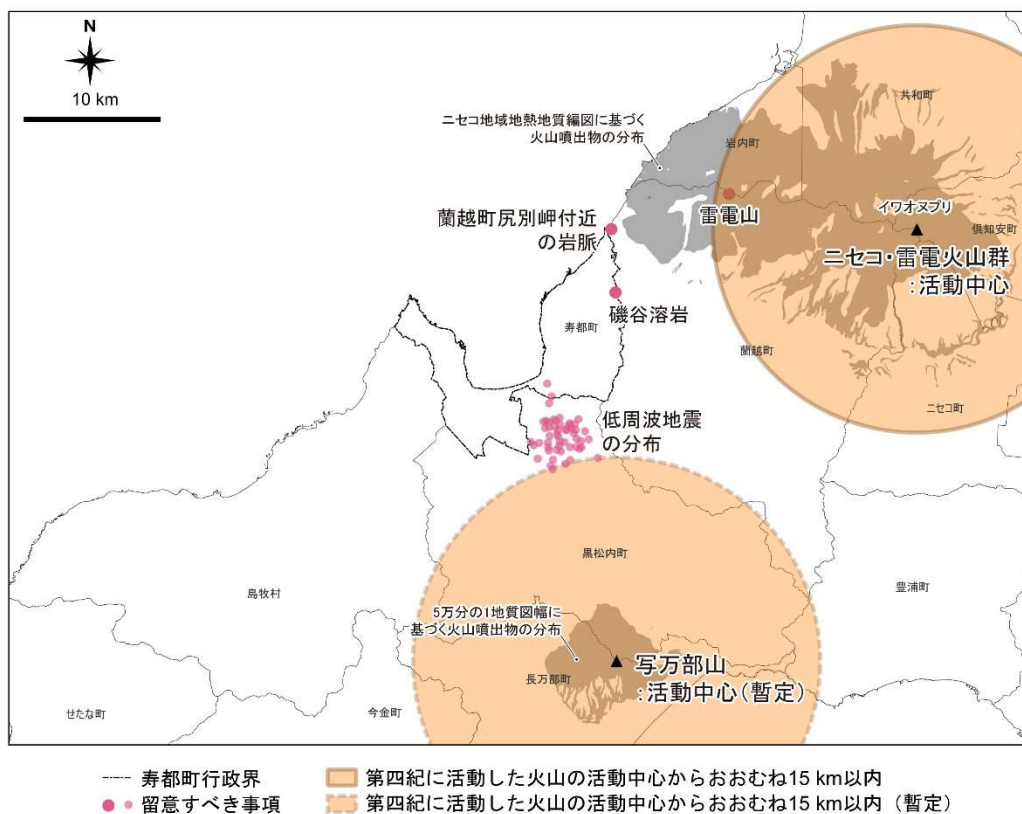 N
10 km
共和町
ニセコ地域地熱地質編図に基づく
火山噴出物の分布
岩内町
雷電山
イワオヌプリ
倶知安町
蘭越町尻別岬付近
の岩脈
ニセコ・雷電火山群
:活動中心
磯谷溶岩
寿都町
蘭越町
ニセコ町
低周波地震
の分布
黒松内町
島牧村
豊浦町
5万分の1地質図幅に
基づく火山噴出物の分布
写万部山
:活動中心(暫定)
長万部町
せたな町
今金町
寿都町行政界
留意すべき事項
第四紀に活動した火山の活動中心からおおむね15 km以内
第四紀に活動した火山の活動中心からおおむね15 km以内(暫定)